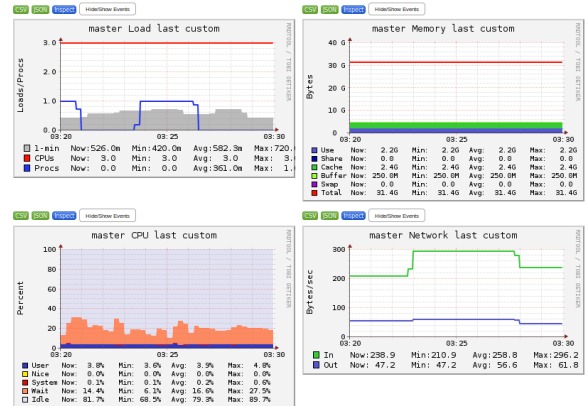 CSV JSON Inspect Hide/Show Events
master Load last custom
RRDTOOL / TOBI OETIKER
Loads/Procs
3.0
2.0
1.0
0.0
03:20 03:25 03:30
1-min Now:526.0m Min:420.0m Avg:582.3m Max:720.
CPUs Now: 3.0 Min: 3.0 Avg: 3.0 Max: 3.
Procs Now: 0.0 Min: 0.0 Avg:361.0m Max: 1.
CSV JSON Inspect Hide/Show Events
master Memory last custom
RRDTOOL / TOBI OETIKER
Bytes
40 G
30 G
20 G
10 G
0
03:20 03:25 03:30
Use Now: 2.2G Min: 2.2G Avg: 2.2G Max: 2.2G
Share Now: 0.0 Min: 0.0 Avg: 0.0 Max: 0.0
Cache Now: 2.4G Min: 2.4G Avg: 2.4G Max: 2.4G
Buffer Now: 250.0M Min: 250.0M Avg: 250.0M Max: 250.0M
Swap Now: 0.0 Min: 0.0 Avg: 0.0 Max: 0.0
Total Now: 31.4G Min: 31.4G Avg: 31.4G Max: 31.4G
CSV JSON Inspect Hide/Show Events
master CPU last custom
RRDTOOL / TOBI OETIKER
Percent
100
80
60
40
20
0
03:20 03:25 03:30
User Now: 3.8% Min: 3.6% Avg: 3.9% Max: 4.8%
Nice Now: 0.0% Min: 0.0% Avg: 0.0% Max: 0.0%
System Now: 0.1% Min: 0.1% Avg: 0.2% Max: 0.6%
Wait Now: 14.4% Min: 6.1% Avg: 16.6% Max: 27.5%
Idle Now: 81.7% Min: 68.5% Avg: 79.3% Max: 89.7%
CSV JSON Inspect Hide/Show Events
master Network last custom
RRDTOOL / TOBI OETIKER
Bytes/sec
300
200
100
0
03:20 03:25 03:30
In Now:238.9 Min:210.9 Avg:258.8 Max:296.2
Out Now: 47.2 Min: 47.2 Avg: 56.6 Max: 61.8